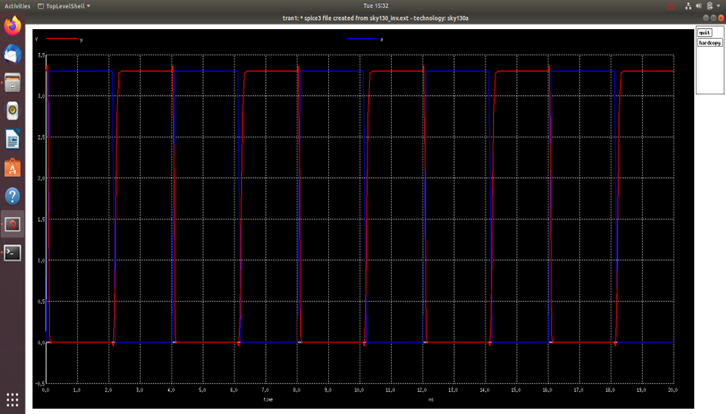 Activities TopLevelShell Tue 15:32
tran1: * spice3 file created from sky130_inv.ext - technology: sky130a
V y a
quit
hardcopy
3,5
3,0
2,5
2,0
1,5
1,0
0,5
0,0
-0,5
0,0 1,0 2,0 3,0 4,0 5,0 6,0 7,0 8,0 9,0 10,0 11,0 12,0 13,0 14,0 15,0 16,0 17,0 18,0 19,0 20,0
time ns